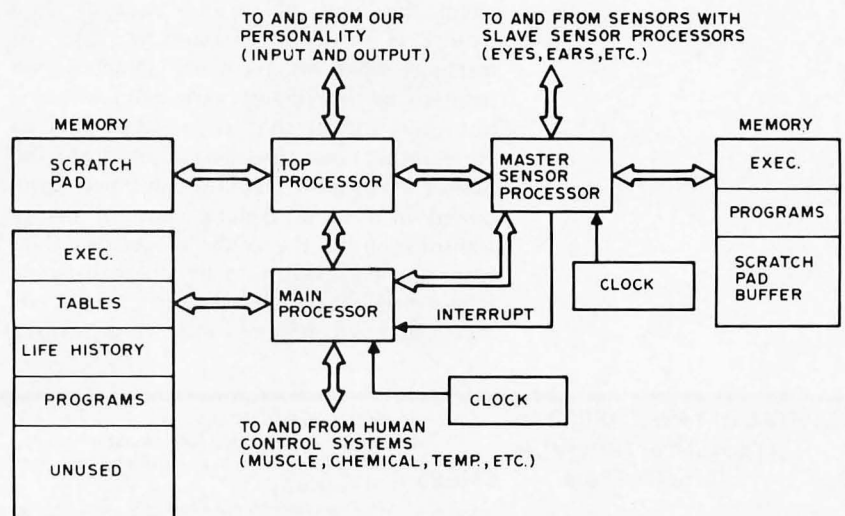 TO AND FROM OUR
PERSONALITY
(INPUT AND OUTPUT)
TO AND FROM SENSORS WITH
SLAVE SENSOR PROCESSORS
(EYES, EARS, ETC.)
MEMORY
SCRATCH
PAD
TOP
PROCESSOR
MASTER
SENSOR
PROCESSOR
MEMORY
EXEC.
PROGRAMS
SCRATCH
PAD
BUFFER
EXEC.
TABLES
LIFE HISTORY
PROGRAMS
UNUSED
MAIN
PROCESSOR
INTERRUPT
CLOCK
CLOCK
TO AND FROM HUMAN
CONTROL SYSTEMS
(MUSCLE, CHEMICAL, TEMP., ETC.)